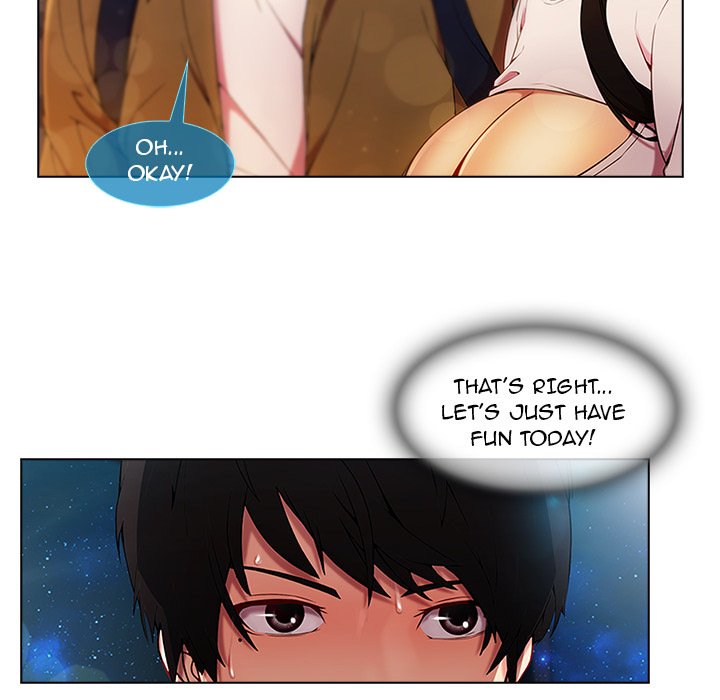 OH...
OKAY!
THAT'S RIGHT...
LET'S JUST HAVE
FUN TODAY!